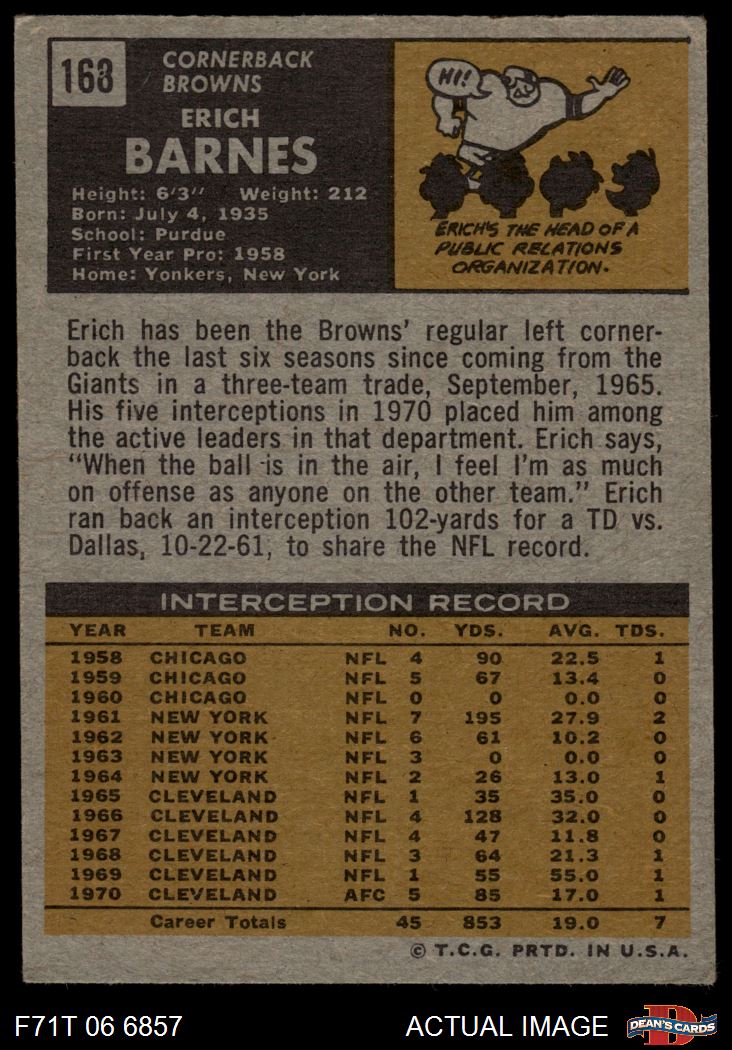 168
CORNERBACK
BROWNS
ERICH
BARNES
Height: 6'3" Weight: 212
Born: July 4, 1935
School: Purdue
First Year Pro: 1958
Home: Yonkers, New York
HI!
ERICH'S THE HEAD OF A
PUBLIC RELATIONS
ORGANIZATION.
Erich has been the Browns' regular left corner-
back the last six seasons since coming from the
Giants in a three-team trade, September, 1965.
His five interceptions in 1970 placed him among
the active leaders in that department. Erich says,
"When the ball is in the air, I feel I'm as much
on offense as anyone on the other team." Erich
ran back an interception 102-yards for a TD vs.
Dallas, 10-22-61, to share the NFL record.
INTERCEPTION RECORD
YEAR TEAM NO. YDS. AVG. TDS.
1958 CHICAGO NFL 4 90 22.5 1
1959 CHICAGO NFL 5 67 13.4 0
1960 CHICAGO NFL 0 0 0.0 0
1961 NEW YORK NFL 7 195 27.9 2
1962 NEW YORK NFL 6 61 10.2 0
1963 NEW YORK NFL 3 0 0.0 0
1964 NEW YORK NFL 2 26 13.0 1
1965 CLEVELAND NFL 1 35 35.0 0
1966 CLEVELAND NFL 4 128 32.0 0
1967 CLEVELAND NFL 4 47 11.8 0
1968 CLEVELAND NFL 3 64 21.3 1
1969 CLEVELAND NFL 1 55 55.0 1
1970 CLEVELAND AFC 5 85 17.0 1
Career Totals 45 853 19.0 7
© T.C.G. PRTD. IN U.S.A.
F71T 06 6857 ACTUAL IMAGE D DEAN'S CARDS